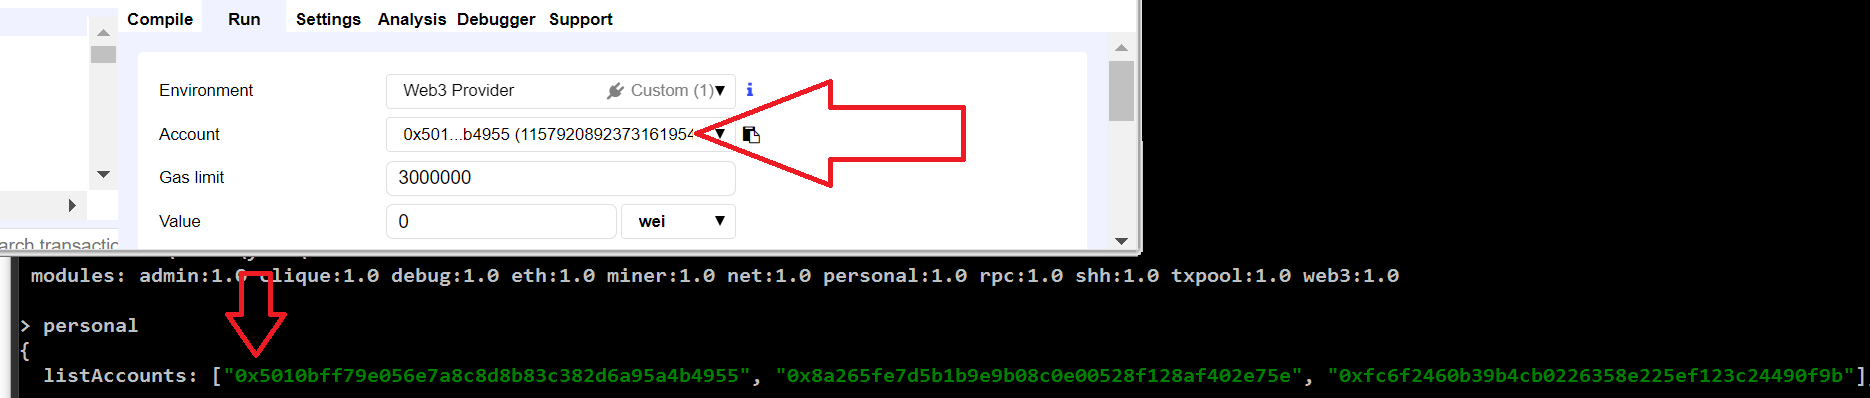 Compile Run Settings Analysis Debugger Support
Environment Web3 Provider Custom (1) i
Account 0x501...b4955 (1157920892373161954
Gas limit 3000000
Value 0 wei
arch transactio
modules: admin:1.0 clique:1.0 debug:1.0 eth:1.0 miner:1.0 net:1.0 personal:1.0 rpc:1.0 shh:1.0 txpool:1.0 web3:1.0
> personal
{
listAccounts: ["0x5010bff79e056e7a8c8d8b83c382d6a95a4b4955", "0x8a265fe7d5b1b9e9b08c0e00528f128af402e75e", "0xfc6f2460b39b4cb0226358e225ef123c24490f9b"],